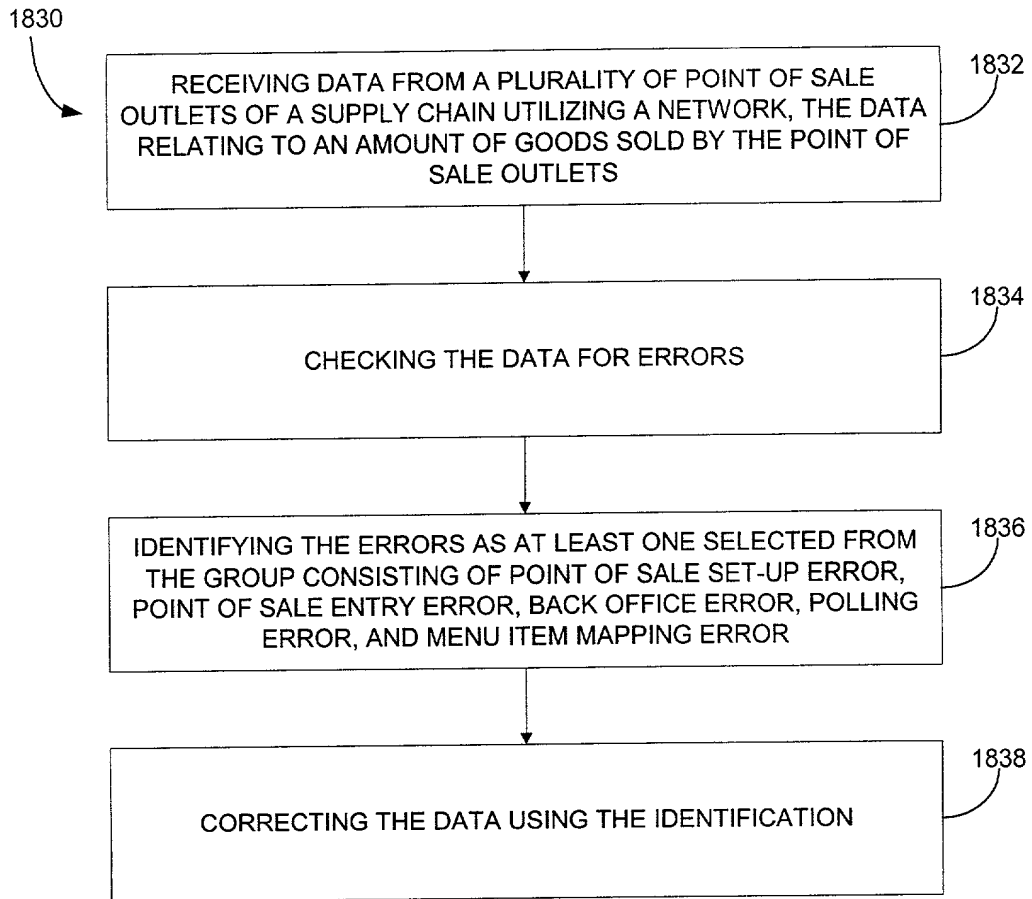 1830
1832
RECEIVING DATA FROM A PLURALITY OF POINT OF SALE
OUTLETS OF A SUPPLY CHAIN UTILIZING A NETWORK, THE DATA
RELATING TO AN AMOUNT OF GOODS SOLD BY THE POINT OF
SALE OUTLETS
1834
CHECKING THE DATA FOR ERRORS
1836
IDENTIFYING THE ERRORS AS AT LEAST ONE SELECTED FROM
THE GROUP CONSISTING OF POINT OF SALE SET-UP ERROR,
POINT OF SALE ENTRY ERROR, BACK OFFICE ERROR, POLLING
ERROR, AND MENU ITEM MAPPING ERROR
1838
CORRECTING THE DATA USING THE IDENTIFICATION